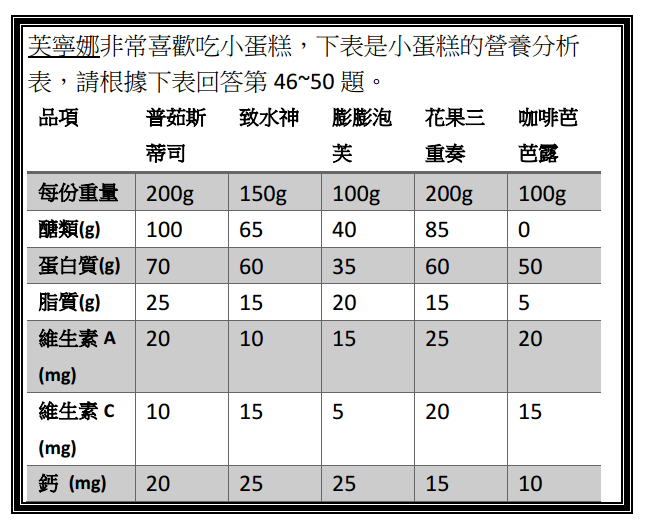 芙寧娜非常喜歡吃小蛋糕，下表是小蛋糕的營養分析
表，請根據下表回答第 46~50 題。
品項 普茹斯蒂司 致水神 膨膨泡芙 花果三重奏 咖啡芭芭露
每份重量 200g 150g 100g 200g 100g
醣類(g) 100 65 40 85 0
蛋白質(g) 70 60 35 60 50
脂質(g) 25 15 20 15 5
維生素 A (mg) 20 10 15 25 20
維生素 C (mg) 10 15 5 20 15
鈣 (mg) 20 25 25 15 10